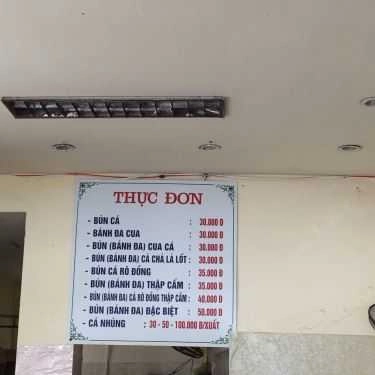 THỰC ĐƠN
- BÚN CÁ : 30.000 Đ
- BÁNH ĐA CUA : 30.000 Đ
- BÚN (BÁNH ĐA) CUA CÁ : 30.000 Đ
- BÚN (BÁNH ĐA) CÁ CHẢ LÁ LỐT : 30.000 Đ
- BÚN CÁ RÔ ĐỒNG : 35.000 Đ
- BÚN (BÁNH ĐA) THẬP CẨM : 35.000 Đ
- BÚN (BÁNH ĐA) CÁ RÔ ĐỒNG THẬP CẨM : 40.000 Đ
- BÚN (BÁNH ĐA) ĐẶC BIỆT : 50.000 Đ
- CÁ NHÚNG : 30 - 50 - 100.000 Đ/XUẤT